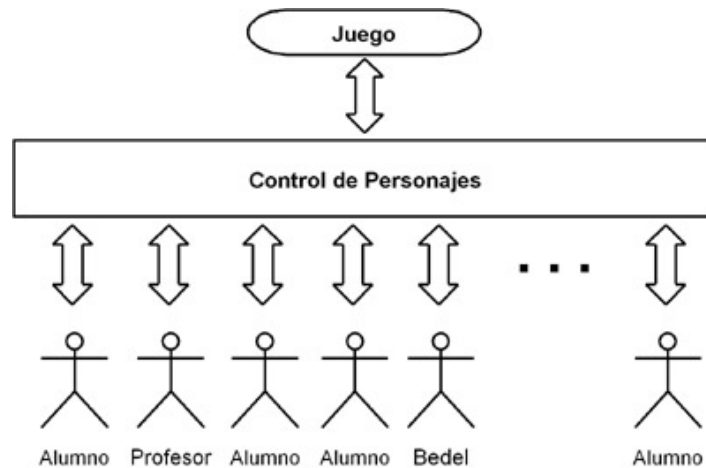 Juego
Control de Personajes
Alumno Profesor Alumno Alumno Bedel Alumno